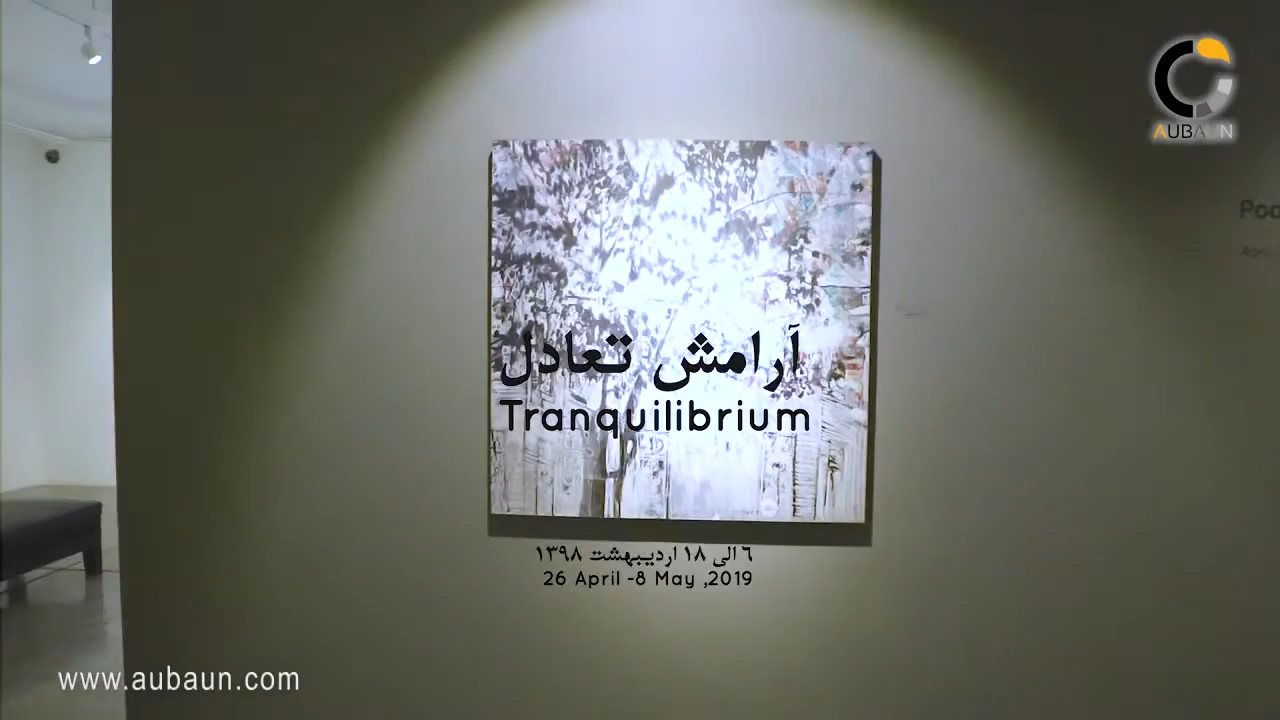 AUBAUN
آرامش تعادل
Tranquilibrium
٦ الی ١٨ اردیبهشت ١٣٩٨
26 April -8 May ,2019
www.aubaun.com